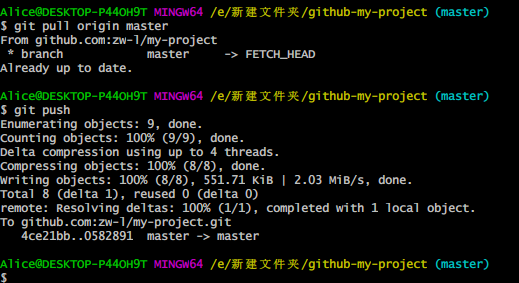 Alice@DESKTOP-P44OH9T MINGW64 /e/新建文件夹/github-my-project (master)
$ git pull origin master
From github.com:zw-l/my-project
 * branch            master     -> FETCH_HEAD
Already up to date.

Alice@DESKTOP-P44OH9T MINGW64 /e/新建文件夹/github-my-project (master)
$ git push
Enumerating objects: 9, done.
Counting objects: 100% (9/9), done.
Delta compression using up to 4 threads.
Compressing objects: 100% (8/8), done.
Writing objects: 100% (8/8), 551.71 KiB | 2.03 MiB/s, done.
Total 8 (delta 1), reused 0 (delta 0)
remote: Resolving deltas: 100% (1/1), completed with 1 local object.
To github.com:zw-l/my-project.git
   4ce21bb..0582891  master -> master

Alice@DESKTOP-P44OH9T MINGW64 /e/新建文件夹/github-my-project (master)
$